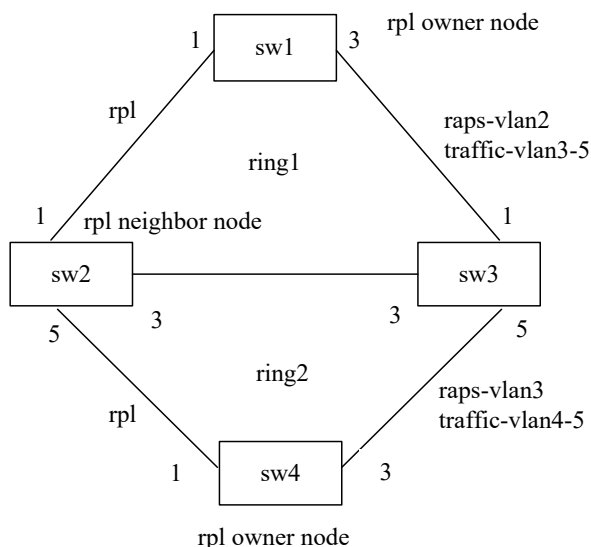 rpl owner node
1
sw1
3
rpl
raps-vlan2
traffic-vlan3-5
ring1
1
rpl neighbor node
1
sw2
sw3
5
3
3
5
ring2
raps-vlan3
traffic-vlan4-5
rpl
1
sw4
3
rpl owner node